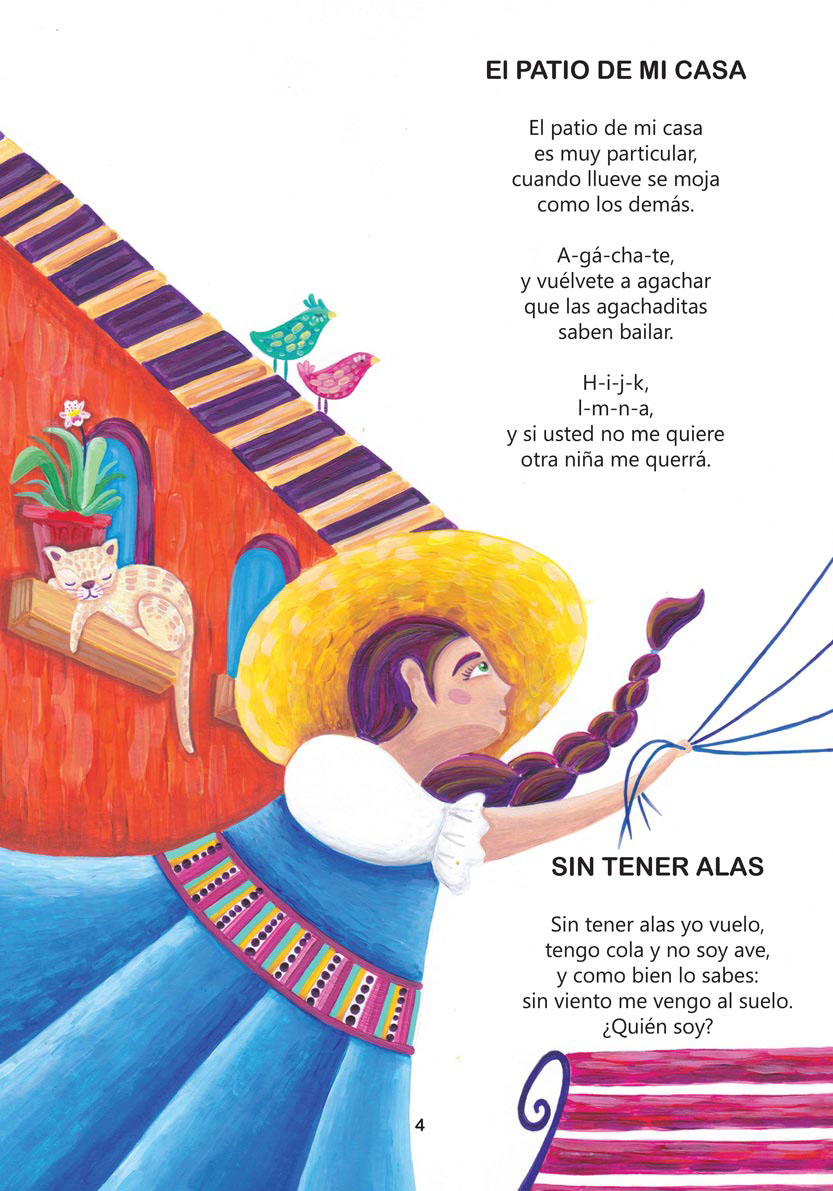 El PATIO DE MI CASA
El patio de mi casa
es muy particular,
cuando llueve se moja
como los demás.
A-gá-cha-te,
y vuélvete a agachar
que las agachaditas
saben bailar.
H-i-j-k,
l-m-n-a,
y si usted no me quiere
otra niña me querrá.
SIN TENER ALAS
Sin tener alas yo vuelo,
tengo cola y no soy ave,
y como bien lo sabes:
sin viento me vengo al suelo.
¿Quién soy?
4